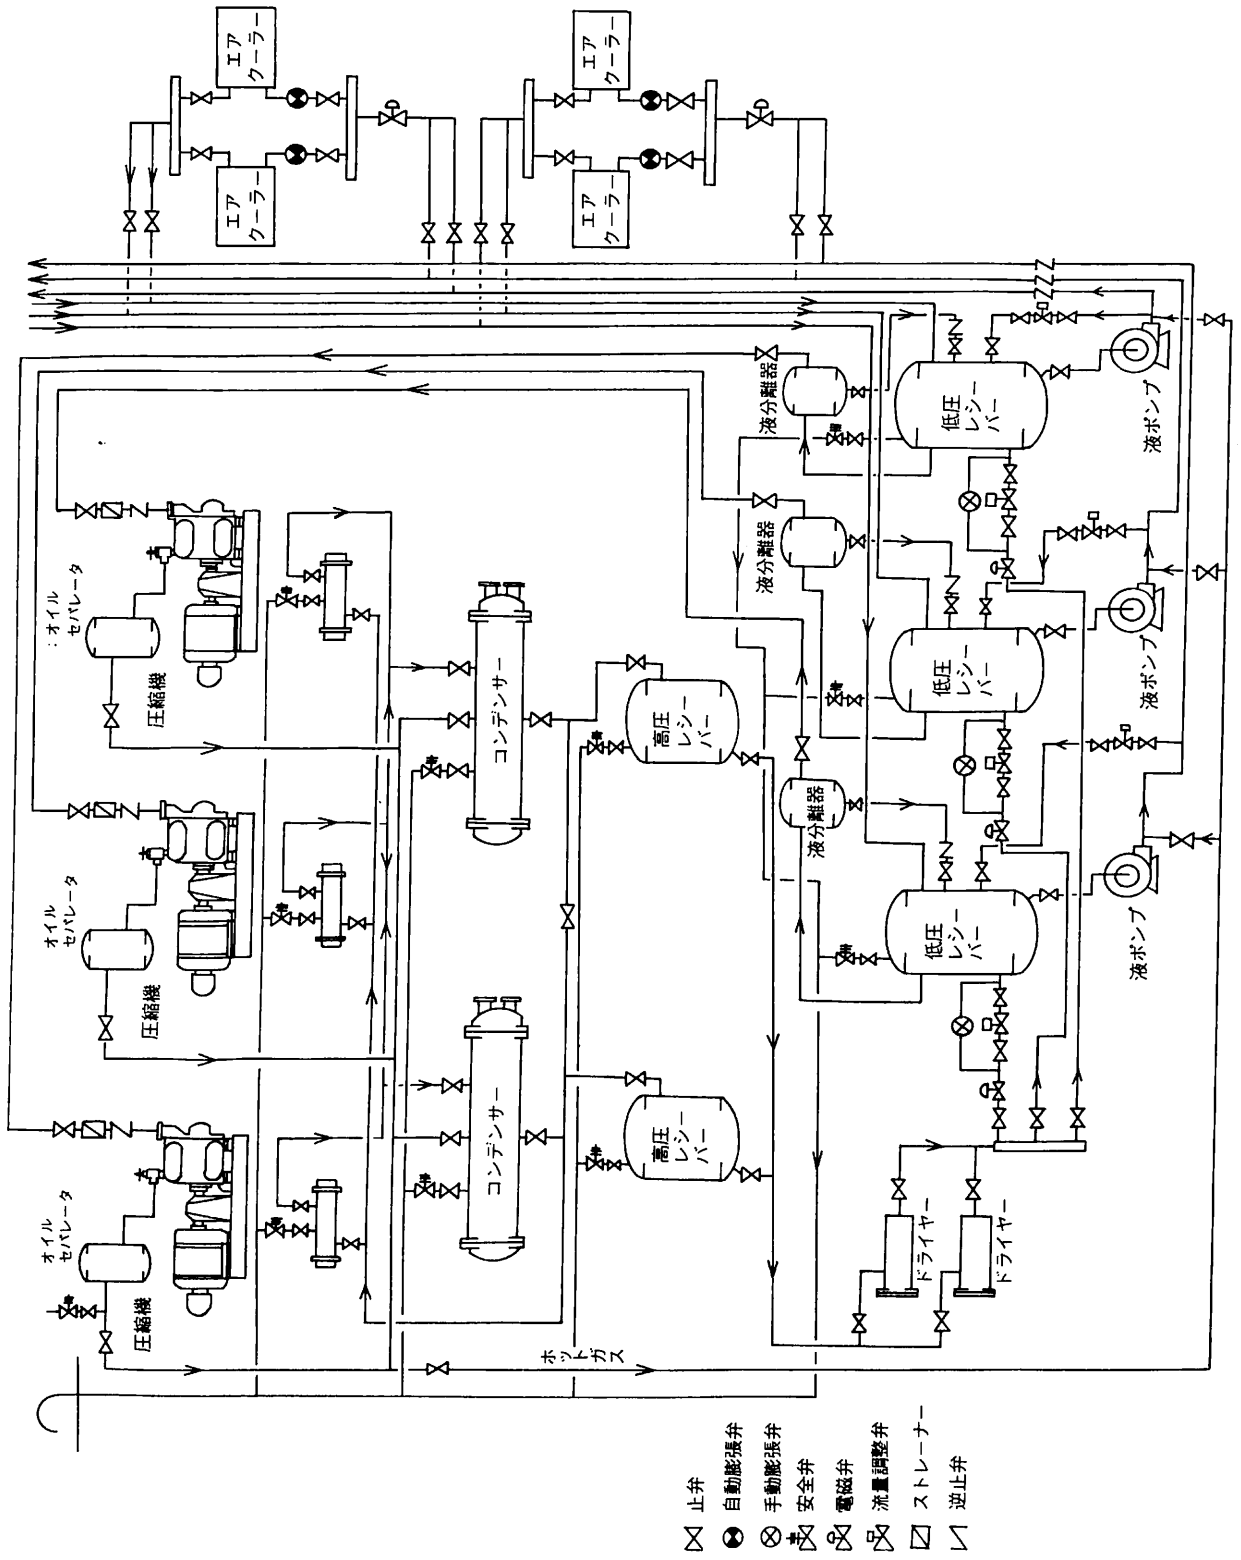 エア
クーラー
エア
クーラー
エア
クーラー
エア
クーラー
:オイル
セパレータ
圧縮機
オイル
セパレータ
圧縮機
オイル
セパレータ
圧縮機
コンデンサー
コンデンサー
高圧
レシー
バー
高圧
レシー
バー
液分離器
液分離器
液分離器
低圧
レシー
バー
低圧
レシー
バー
低圧
レシー
バー
液ポンプ
液ポンプ
液ポンプ
ドライヤー
ドライヤー
ホットガス
止弁
自動膨張弁
手動膨張弁
安全弁
電磁弁
流量調整弁
ストレーナー
逆止弁